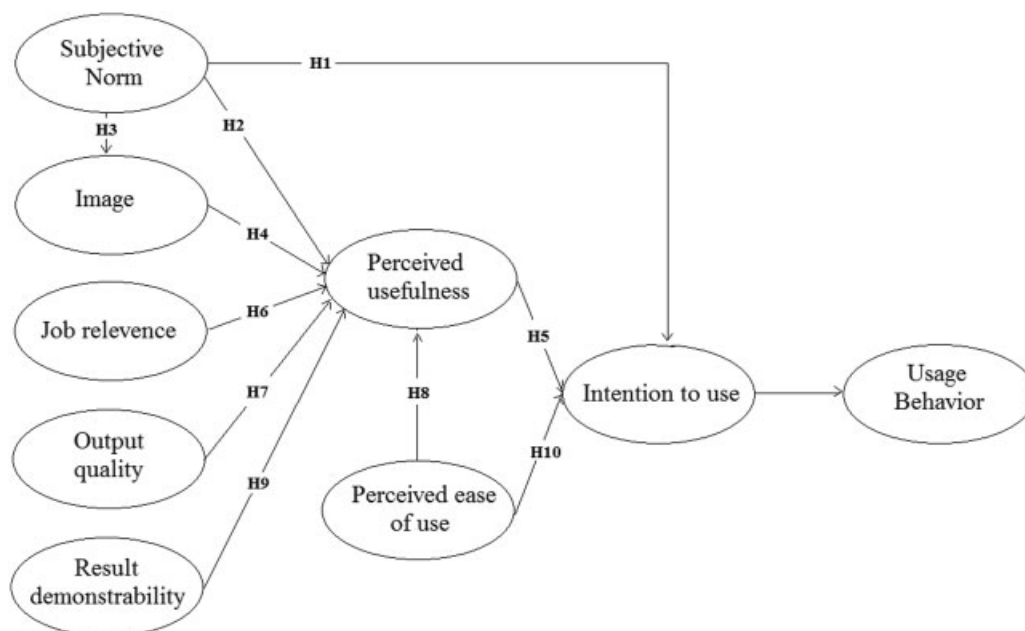 Subjective
Norm
H1
H3
H2
Image
H4
Perceived
usefulness
Job relevence
H6
H5
H7
H8
Intention to use
Usage
Behavior
Output
quality
H9
H10
Perceived ease
of use
Result
demonstrability